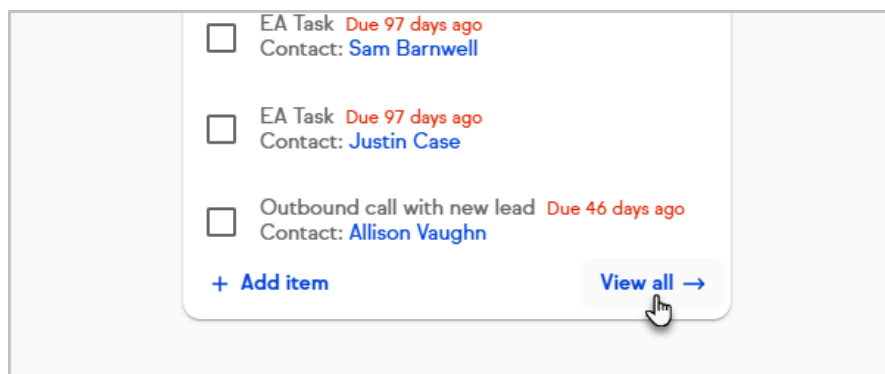 EA Task Due 97 days ago
Contact: Sam Barnwell
EA Task Due 97 days ago
Contact: Justin Case
Outbound call with new lead Due 46 days ago
Contact: Allison Vaughn
+ Add item View all →